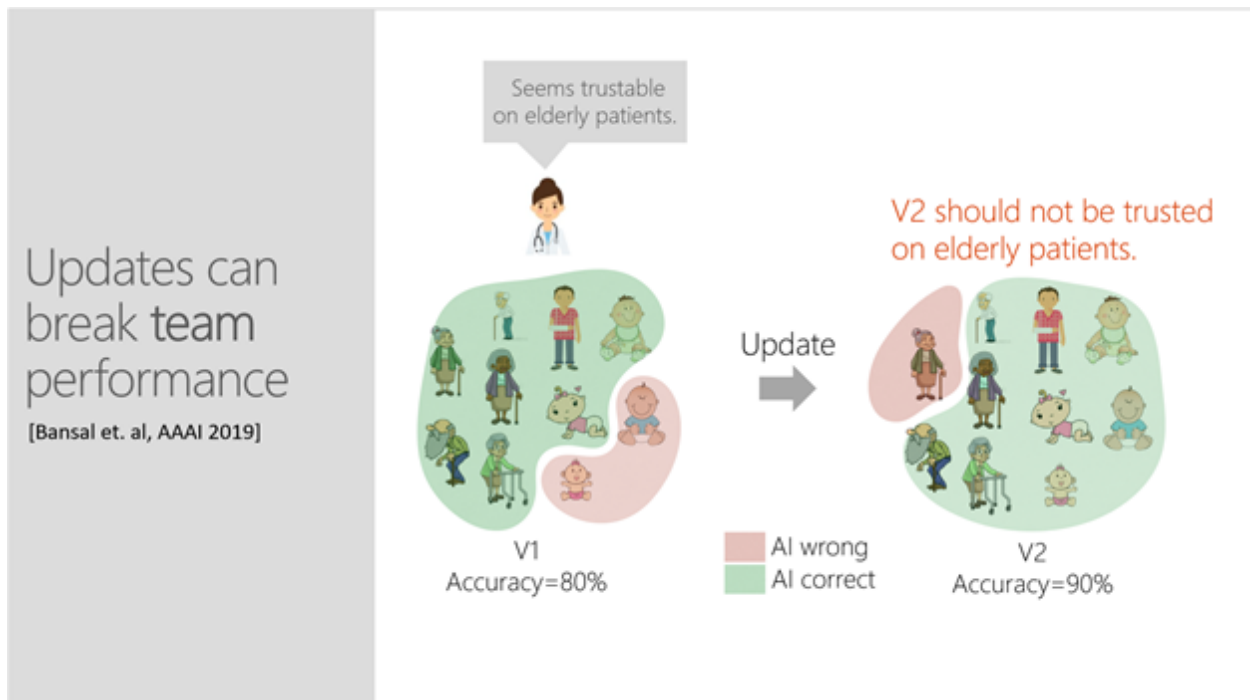 Updates can
break team
performance
[Bansal et. al, AAAI 2019]
Seems trustable
on elderly patients.
V1
Accuracy=80%
Update
AI wrong
AI correct
V2 should not be trusted
on elderly patients.
V2
Accuracy=90%